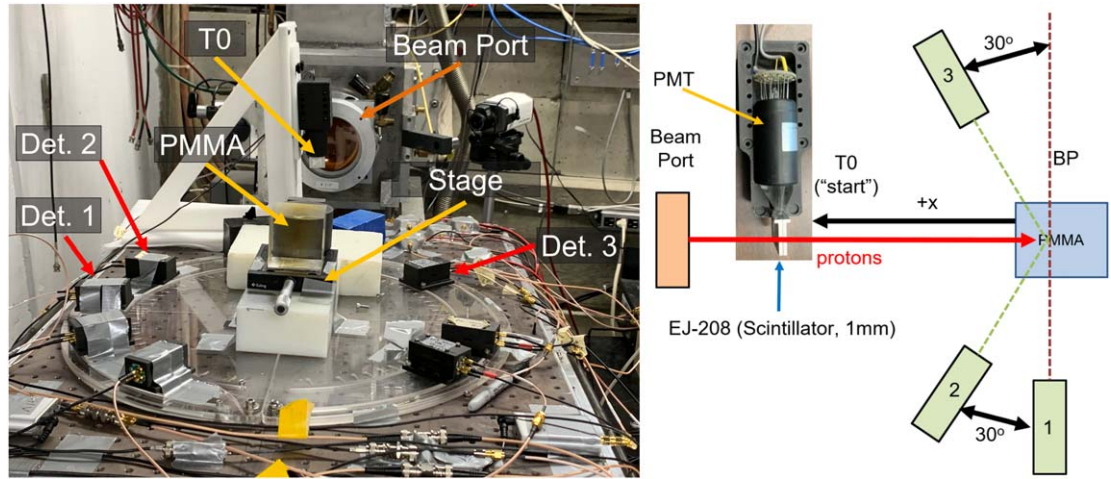 T0
Beam Port
Det. 2
PMMA
Stage
Det. 1
Det. 3
PMT
Beam
Port
T0
("start")
+x
protons
EJ-208 (Scintillator, 1mm)
3
30°
BP
PMMA
2
30°
1